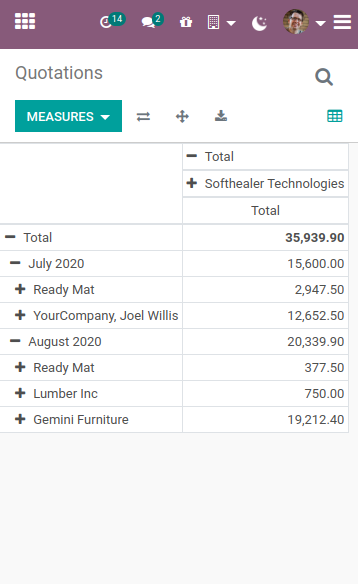 14
2
Quotations
MEASURES
Total
Softhealer Technologies
Total
Total 35,939.90
July 2020 15,600.00
Ready Mat 2,947.50
YourCompany, Joel Willis 12,652.50
August 2020 20,339.90
Ready Mat 377.50
Lumber Inc 750.00
Gemini Furniture 19,212.40